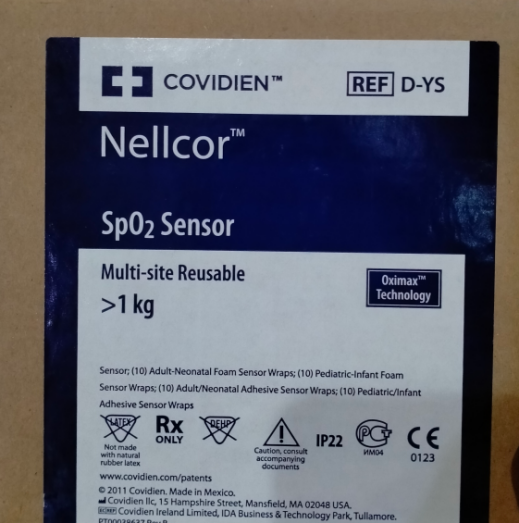 COVIDIEN™
REF D-YS
Nellcor™
SpO2 Sensor
Multi-site Reusable
>1 kg
Oximax™
Technology
Sensor; (10) Adult-Neonatal Foam Sensor Wraps; (10) Pediatric-Infant Foam
Sensor Wraps; (10) Adult/Neonatal Adhesive Sensor Wraps; (10) Pediatric/Infant
Adhesive Sensor Wraps
LATEX
Not made
with natural
rubber latex
Rx
ONLY
DEHP
Caution, consult
accompanying
documents
IP22
ИМ04
CE
0123
www.covidien.com/patents
© 2011 Covidien. Made in Mexico.
Covidien llc, 15 Hampshire Street, Mansfield, MA 02048 USA.
EC REP Covidien Ireland Limited, IDA Business & Technology Park, Tullamore.